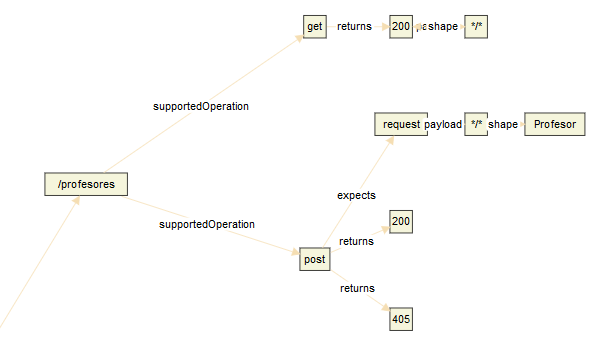 get
returns
200
shape
*/*
supportedOperation
request
payload
*/*
shape
Profesor
/profesores
expects
200
supportedOperation
returns
post
returns
405